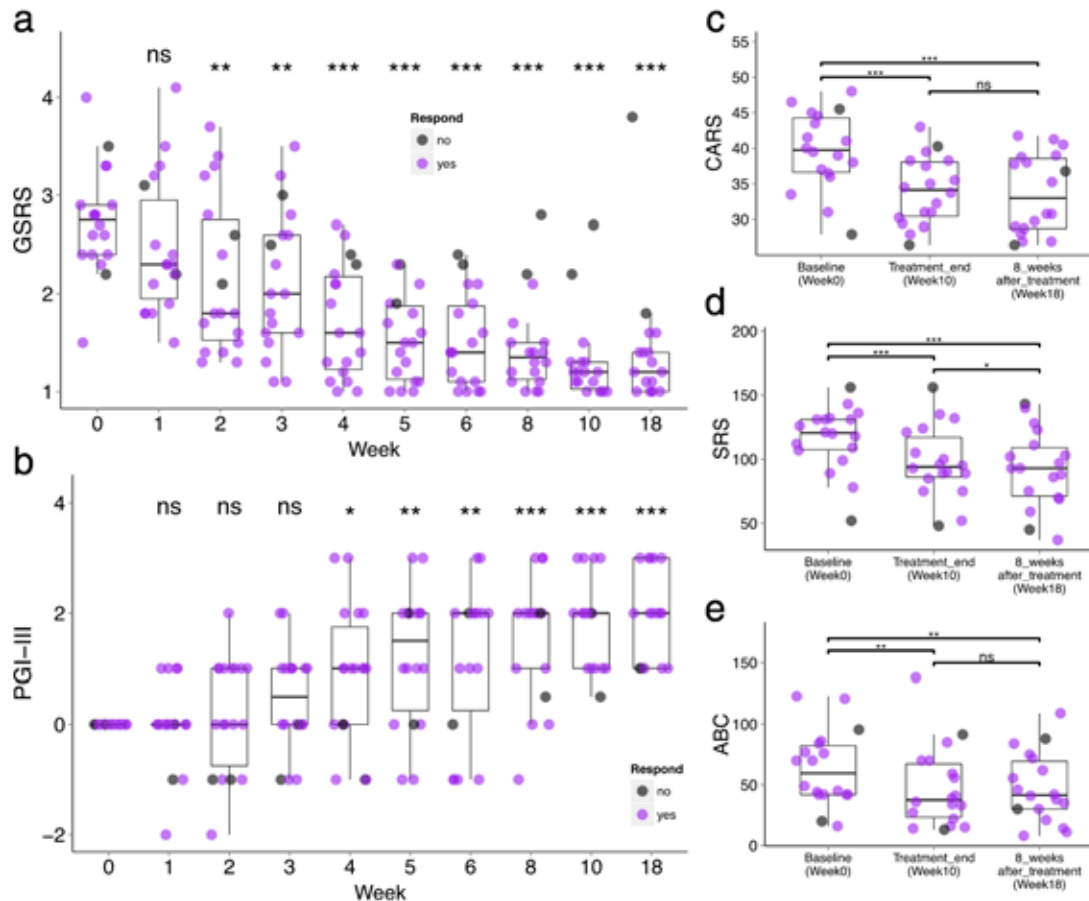 a
ns ** ** *** *** *** *** *** ***
4
3
2
1
GSRS
Respond
no
yes
0 1 2 3 4 5 6 8 10 18
Week
b
ns ns ns * ** ** *** *** ***
4
2
0
−2
PGI−III
Respond
no
yes
0 1 2 3 4 5 6 8 10 18
Week
c
55
50
45
40
35
30
CARS
***
***
ns
Baseline Treatment_end 8_weeks
(Week0) (Week10) after_treatment
(Week18)
d
200
150
100
50
SRS
***
***
*
Baseline Treatment_end 8_weeks
(Week0) (Week10) after_treatment
(Week18)
e
150
100
50
0
ABC
**
**
ns
Baseline Treatment_end 8_weeks
(Week0) (Week10) after_treatment
(Week18)